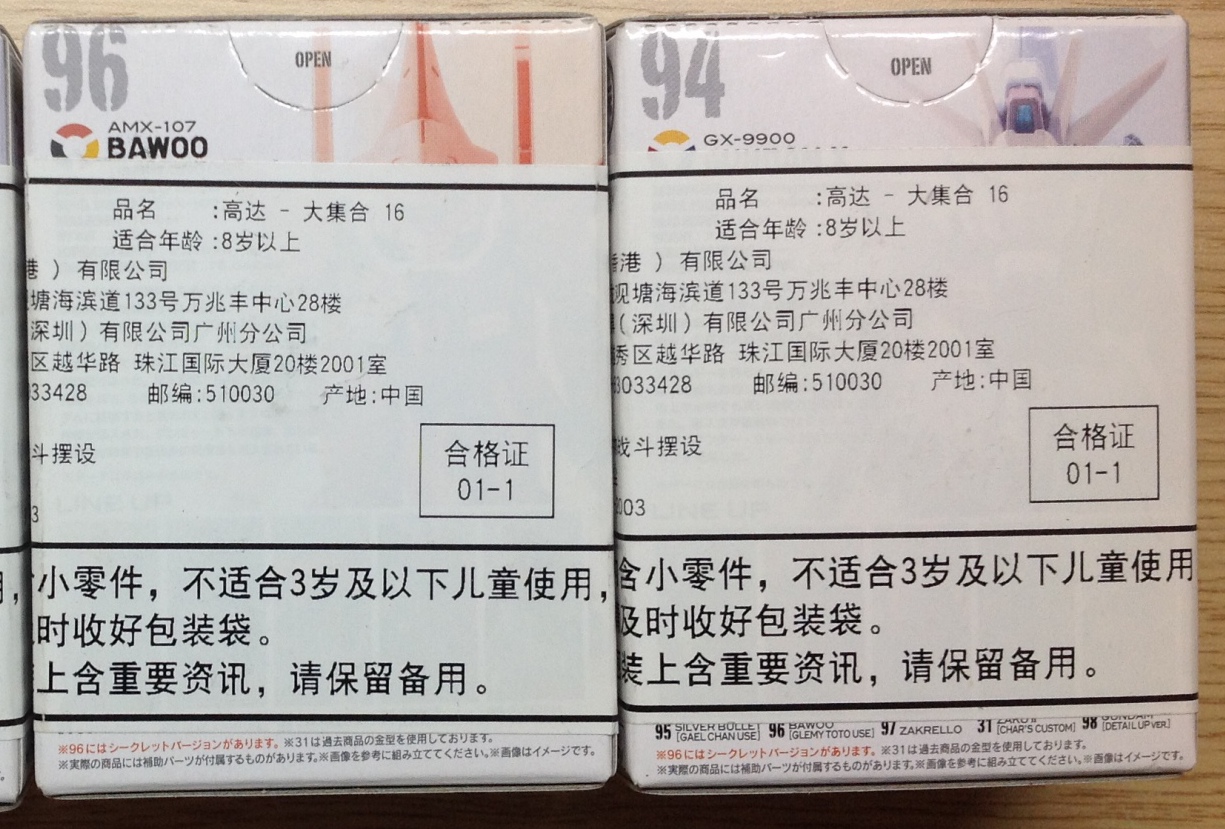 96
OPEN
AMX-107
BAWOO
品名 :高达 - 大集合 16
适合年龄 :8岁以上
港 ) 有限公司
塘海滨道133号万兆丰中心28楼
深圳) 有限公司广州分公司
区越华路 珠江国际大厦20楼2001室
33428 邮编:510030 产地:中国
斗摆设
合格证
01-1
3
小零件，不适合3岁及以下儿童使用，
时收好包装袋。
上含重要资讯，请保留备用。
※96にはシークレットバージョンがあります。※31は過去商品の金型を使用しております。
※実際の商品には補助パーツが付属するものがあります。※画像を参考に組み立ててください。※画像はイメージです。
94
OPEN
GX-9900
品名 :高达 - 大集合 16
适合年龄 :8岁以上
港 ) 有限公司
观塘海滨道133号万兆丰中心28楼
(深圳) 有限公司广州分公司
秀区越华路 珠江国际大厦20楼2001室
3033428 邮编:510030 产地:中国
战斗摆设
合格证
01-1
003
含小零件，不适合3岁及以下儿童使用
及时收好包装袋。
装上含重要资讯，请保留备用。
95 SILVER BULLET [GAEL CHAN USE] 96 BAWOO [GLEMY TOTO USE] 97 ZAKRELLO 31 ZAKU II [CHAR'S CUSTOM] 98 GUNDAM [DETAIL UP VER.]
※96にはシークレットバージョンがあります。※31は過去商品の金型を使用しております。
※実際の商品には補助パーツが付属するものがあります。※画像を参考に組み立ててください。※画像はイメージです。